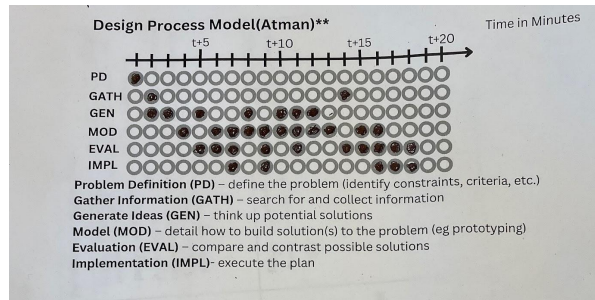 Design Process Model(Atman)**
Time in Minutes
t+5 t+10 t+15 t+20
PD
GATH
GEN
MOD
EVAL
IMPL
Problem Definition (PD) – define the problem (identify constraints, criteria, etc.)
Gather Information (GATH) – search for and collect information
Generate Ideas (GEN) – think up potential solutions
Model (MOD) – detail how to build solution(s) to the problem (eg prototyping)
Evaluation (EVAL) – compare and contrast possible solutions
Implementation (IMPL)- execute the plan